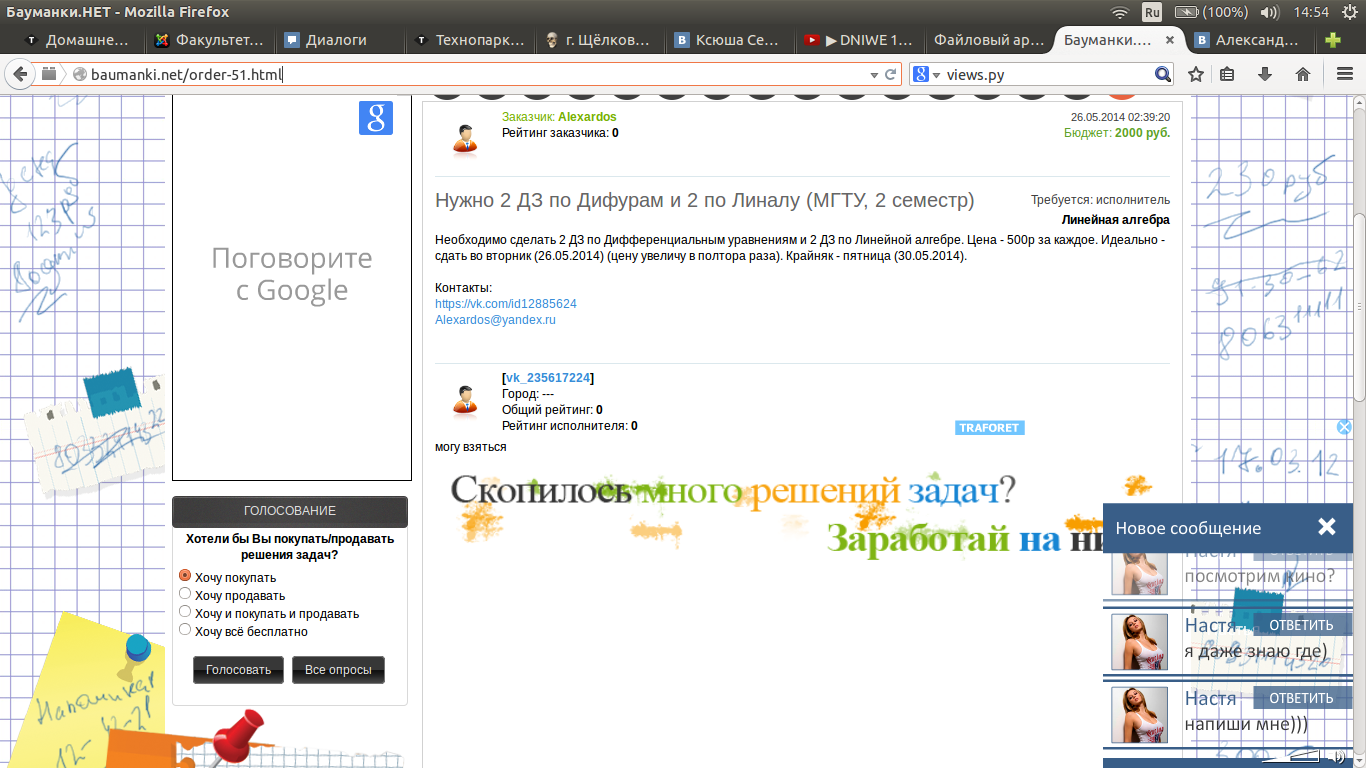 Бауманки.НЕТ - Mozilla Firefox
Ru (100%) 14:54
Домашне... Факультет... Диалоги Технопарк... г. Щёлков... Ксюша Се... ▶ DNIWE 1... Файловый ар... Бауманки.... Александ...
baumanki.net/order-51.html
views.py
Заказчик: Alexardos
26.05.2014 02:39:20
Рейтинг заказчика: 0
Бюджет: 2000 руб.
Нужно 2 ДЗ по Дифурам и 2 по Линалу (МГТУ, 2 семестр)
Требуется: исполнитель
Линейная алгебра
Необходимо сделать 2 ДЗ по Дифференциальным уравнениям и 2 ДЗ по Линейной алгебре. Цена - 500р за каждое. Идеально -
сдать во вторник (26.05.2014) (цену увеличу в полтора раза). Крайняк - пятница (30.05.2014).
Контакты:
https://vk.com/id12885624
Alexardos@yandex.ru
[vk_235617224]
Город: ---
Общий рейтинг: 0
Рейтинг исполнителя: 0
могу взяться
TRAFORET
Скопилось много решений задач?
Заработай на
Поговорите
с Google
ГОЛОСОВАНИЕ
Хотели бы Вы покупать/продавать
решения задач?
Хочу покупать
Хочу продавать
Хочу и покупать и продавать
Хочу всё бесплатно
Голосовать Все опросы
Новое сообщение
посмотрим кино?
Настя ОТВЕТИТЬ
я даже знаю где)
Настя ОТВЕТИТЬ
напиши мне)))
230 руб
17.03.12